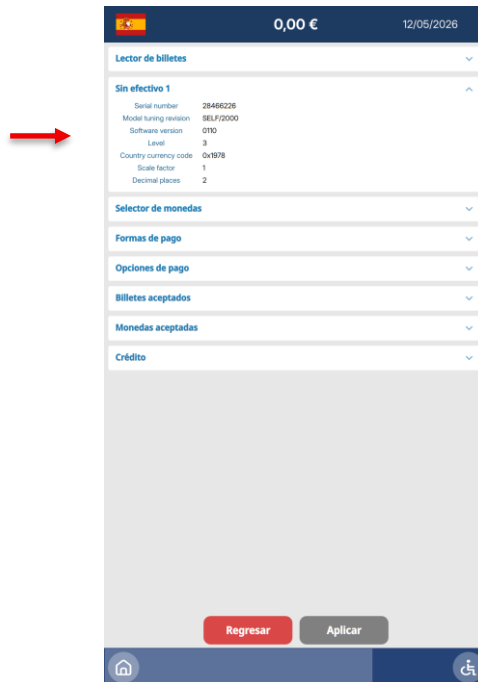 0,00 €
12/05/2026
Lector de billetes
Sin efectivo 1
Serial number 28466226
Model tuning revision SELF/2000
Software version 0110
Level 3
Country currency code 0x1978
Scale factor 1
Decimal places 2
Selector de monedas
Formas de pago
Opciones de pago
Billetes aceptados
Monedas aceptadas
Crédito
Regresar
Aplicar